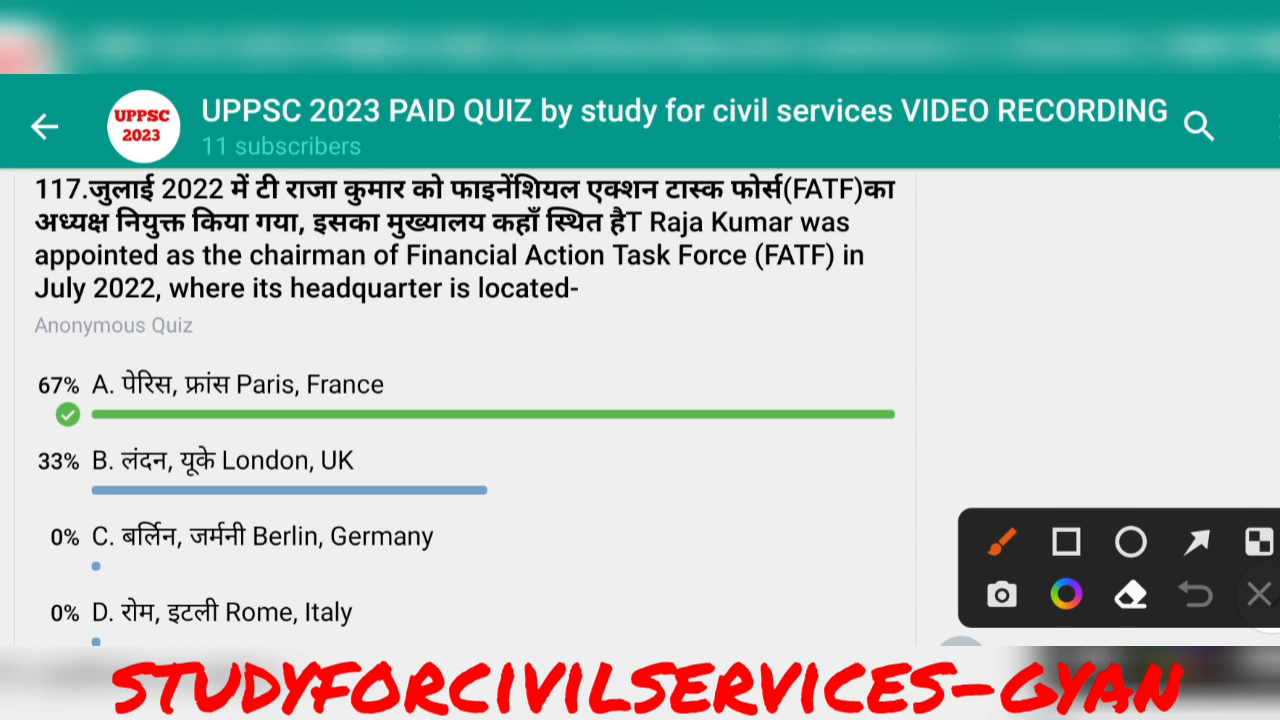 UPPSC
2023
UPPSC 2023 PAID QUIZ by study for civil services VIDEO RECORDING
11 subscribers
117.जुलाई 2022 में टी राजा कुमार को फाइनेंशियल एक्शन टास्क फोर्स(FATF)का
अध्यक्ष नियुक्त किया गया, इसका मुख्यालय कहाँ स्थित हैT Raja Kumar was
appointed as the chairman of Financial Action Task Force (FATF) in
July 2022, where its headquarter is located-
Anonymous Quiz
67% A. पेरिस, फ्रांस Paris, France
33% B. लंदन, यूके London, UK
0% C. बर्लिन, जर्मनी Berlin, Germany
0% D. रोम, इटली Rome, Italy
STUDYFORCIVILSERVICES-GYAN